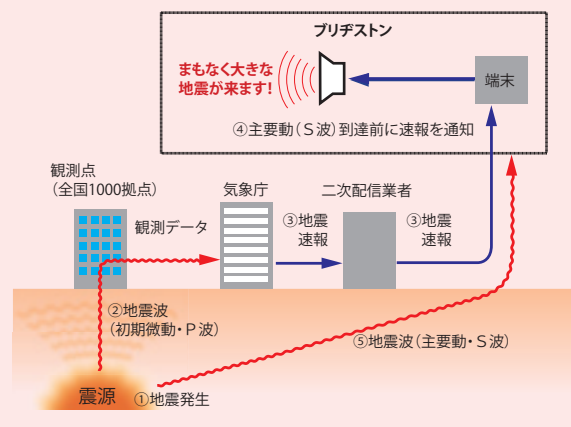 ブリヂストン
まもなく大きな
地震が来ます!
端末
④主要動(S波)到達前に速報を通知
観測点
(全国1000拠点)
気象庁
二次配信業者
観測データ
③地震
速報
③地震
速報
②地震波
(初期微動・P波)
⑤地震波(主要動・S波)
震源
①地震発生